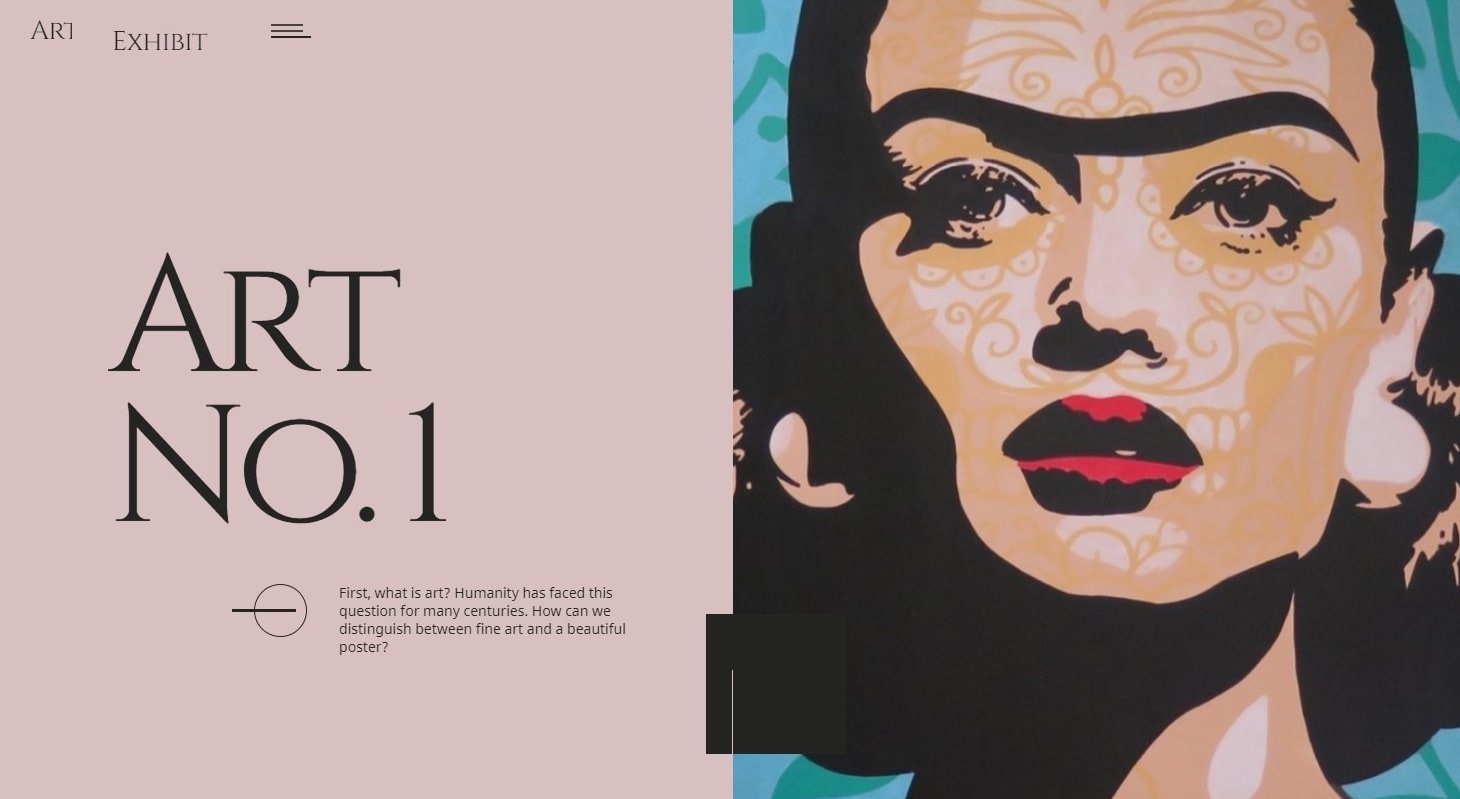 ART
EXHIBIT
ART
NO. 1
First, what is art? Humanity has faced this
question for many centuries. How can we
distinguish between fine art and a beautiful
poster?